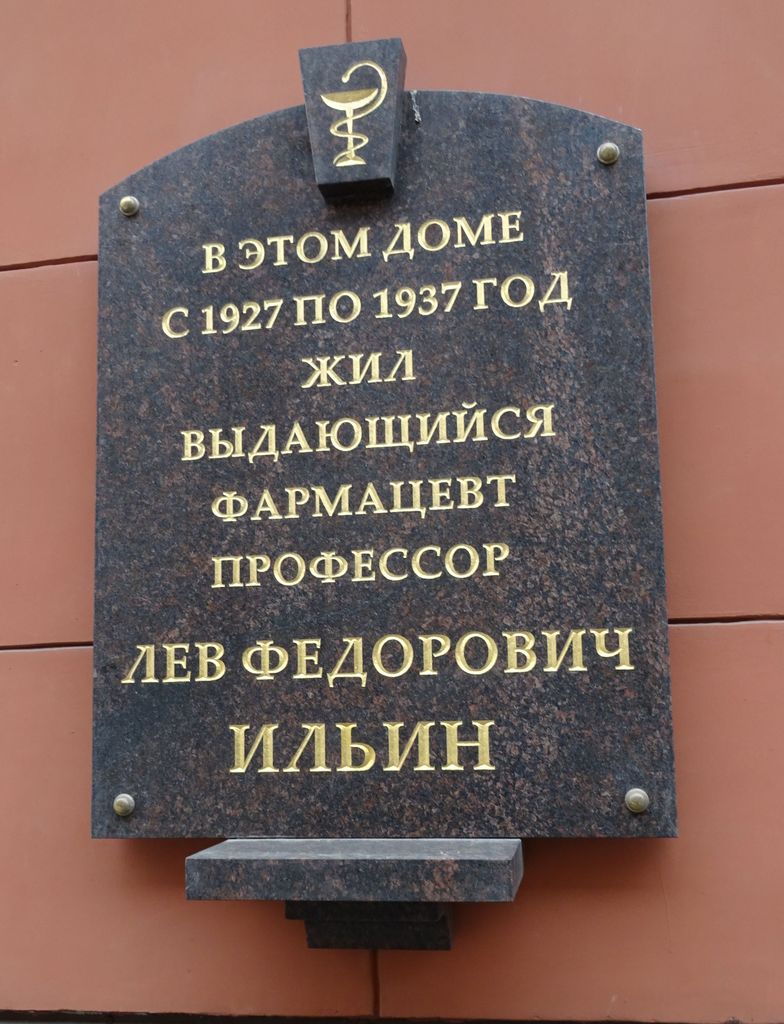 В ЭТОМ ДОМЕ
С 1927 ПО 1937 ГОД
ЖИЛ
ВЫДАЮЩИЙСЯ
ФАРМАЦЕВТ
ПРОФЕССОР
ЛЕВ ФЕДОРОВИЧ
ИЛЬИН